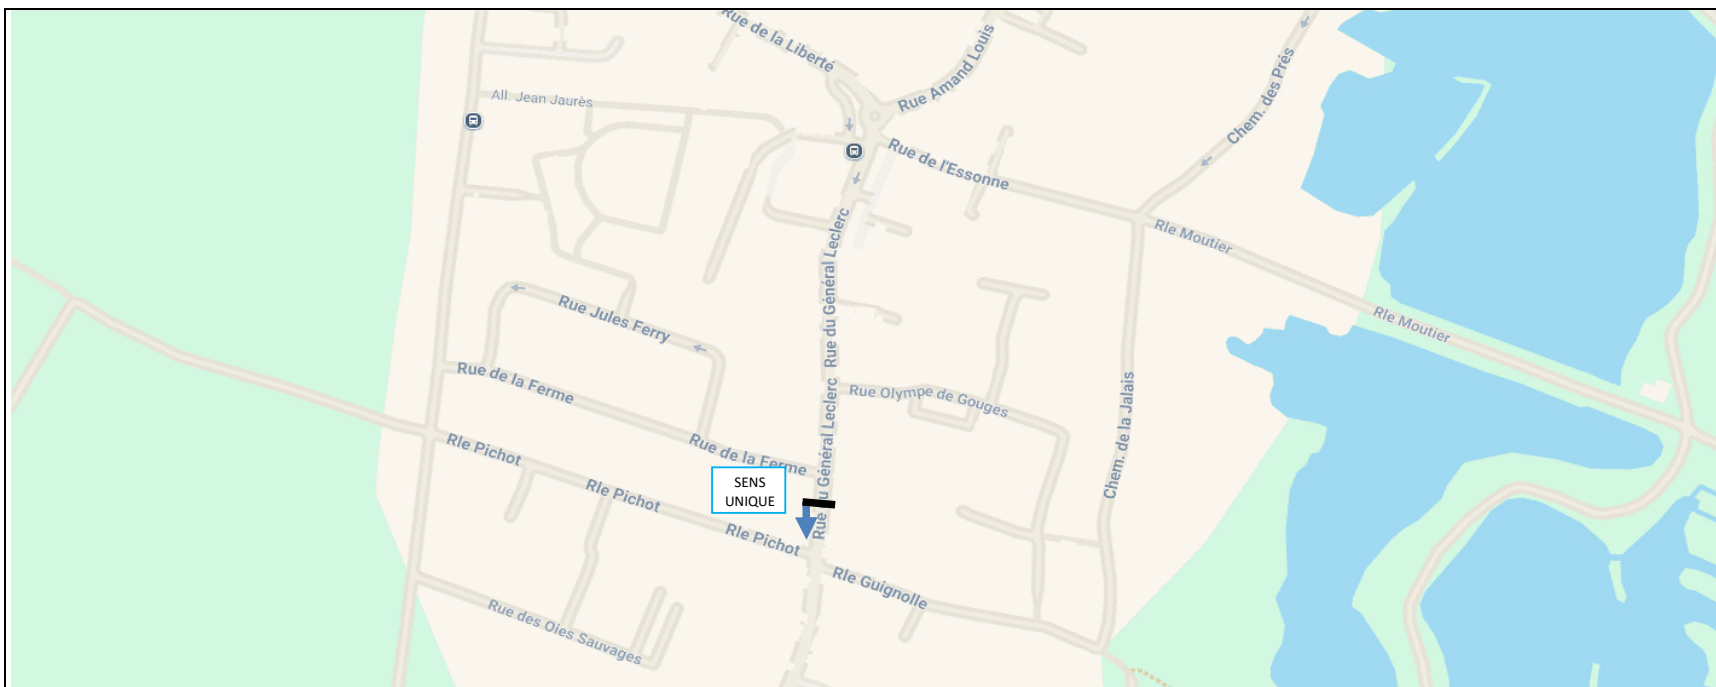 Rue de la Liberté
Rue Amand Louis
Chem. des Prés
All. Jean Jaurès
Rue de l'Essonne
Rle Moutier
Rue du Général Leclerc
Rue Jules Ferry
Rle Moutier
Rue de la Ferme
Rue Olympe de Gouges
Chem. de la Jalais
Rue du Général Leclerc
Rue de la Ferme
Rle Pichot
SENS
UNIQUE
Rle Pichot
Rle Pichot
Rle Guignolle
Rue des Oies Sauvages